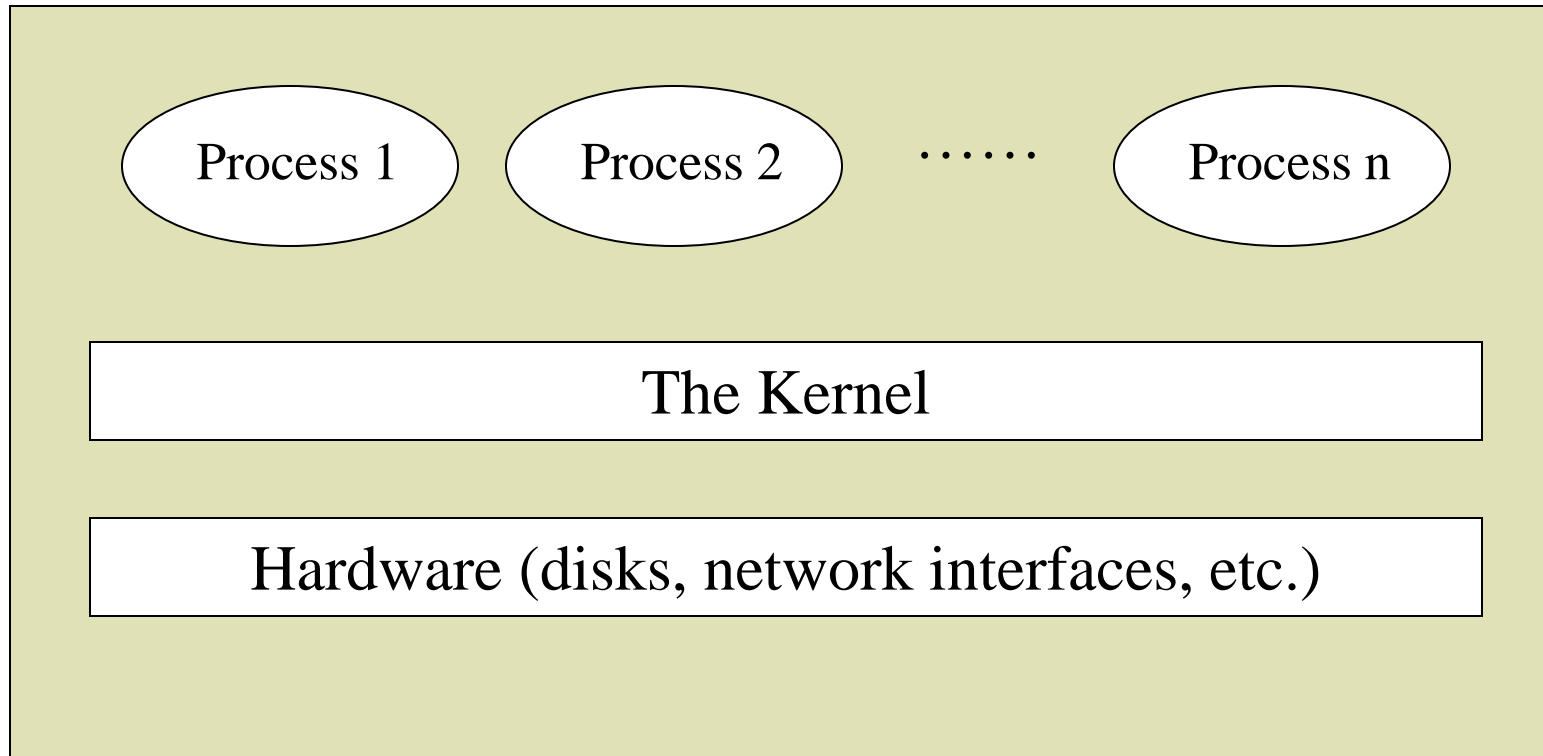 Process 1 Process 2 ...... Process n
The Kernel
Hardware (disks, network interfaces, etc.)